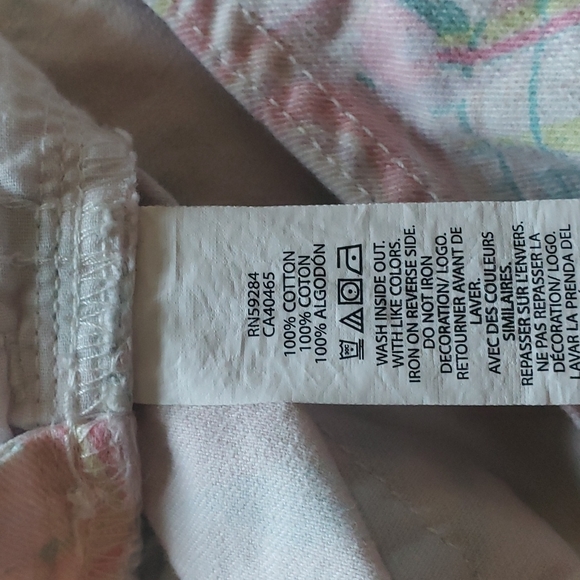 RN59284
CA40465
100% COTTON
100% COTON
100% ALGODÓN
WASH INSIDE OUT.
WITH LIKE COLORS.
IRON ON REVERSE SIDE.
DO NOT IRON
DECORATION/ LOGO.
RETOURNER AVANT DE
LAVER.
AVEC DES COULEURS
SIMILAIRES.
REPASSER SUR L'ENVERS.
NE PAS REPASSER LA
DÉCORATION/ LOGO.
LAVAR LA PRENDA DEL